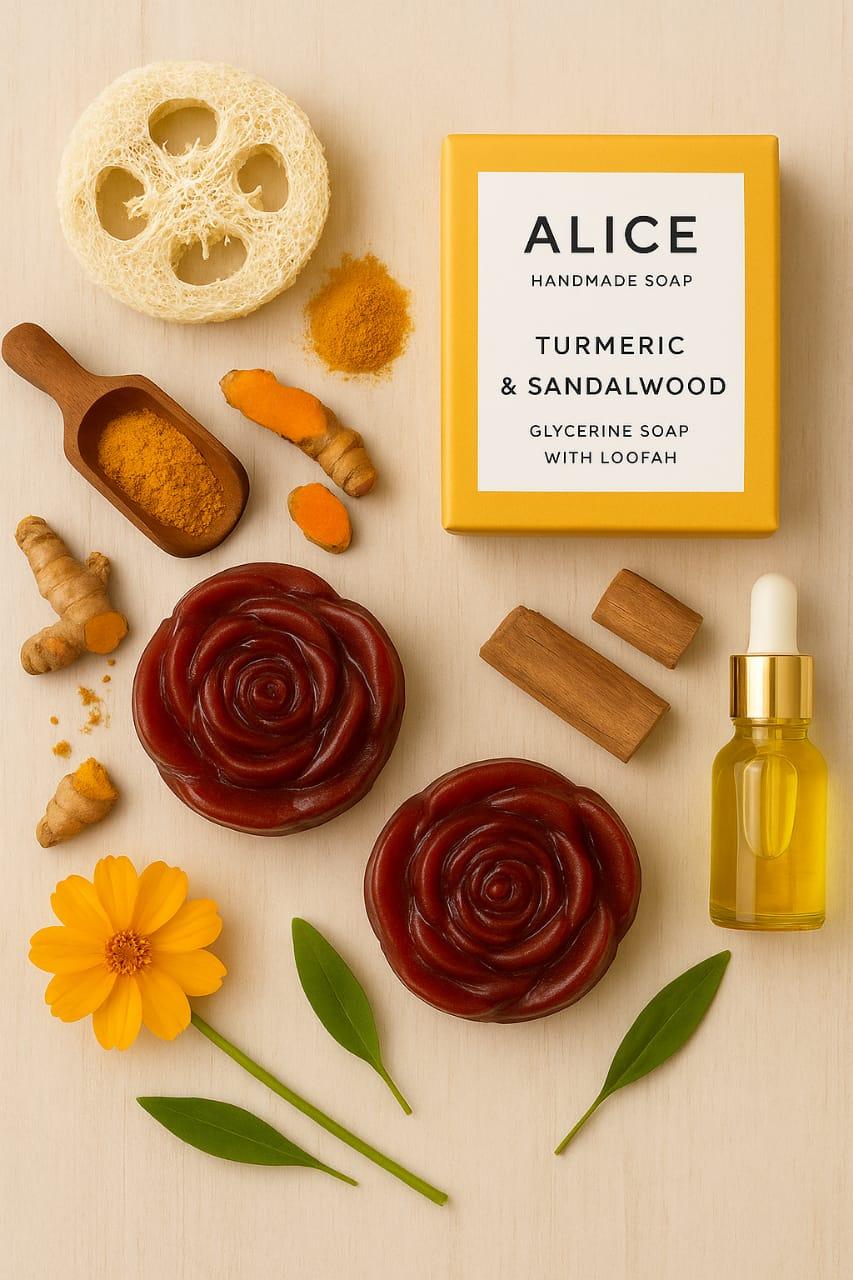 ALICE
HANDMADE SOAP
TURMERIC
& SANDALWOOD
GLYCERINE SOAP
WITH LOOFAH